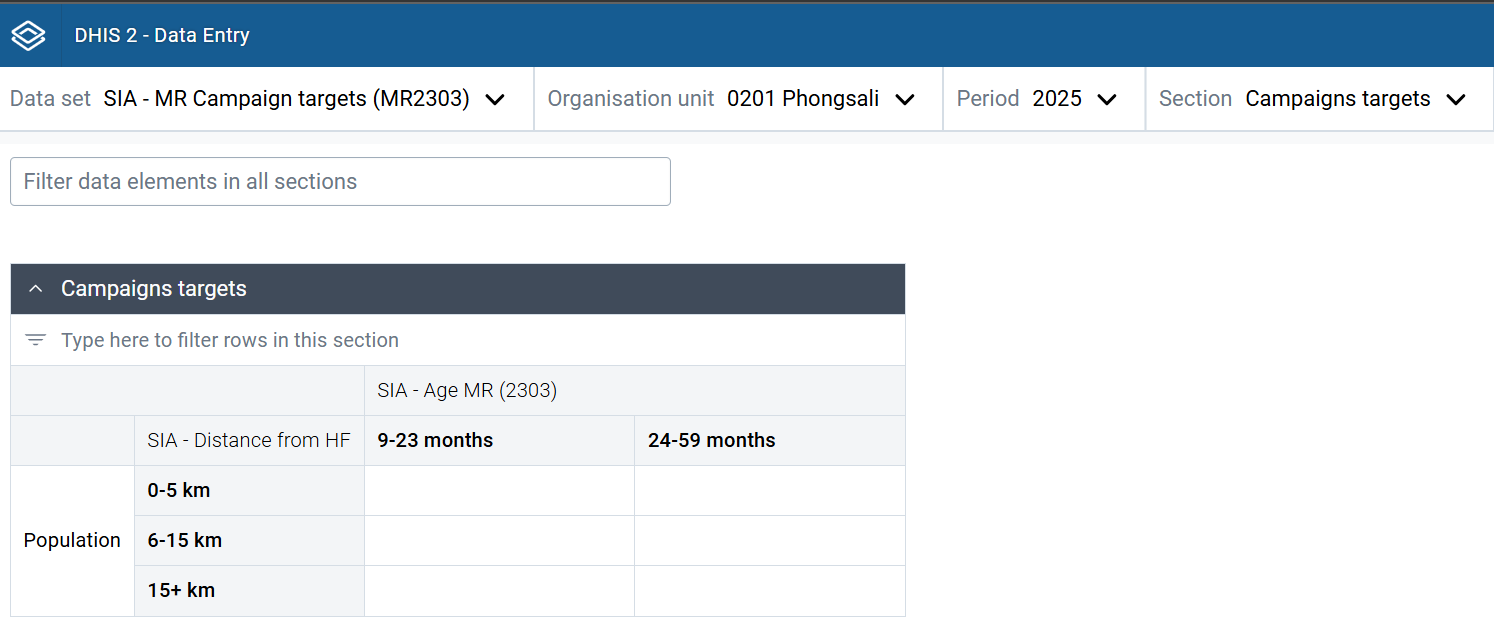 DHIS 2 - Data Entry
Data set SIA - MR Campaign targets (MR2303) Organisation unit 0201 Phongsali Period 2025 Section Campaigns targets
Filter data elements in all sections
Campaigns targets
Type here to filter rows in this section
SIA - Age MR (2303)
SIA - Distance from HF 9-23 months 24-59 months
0-5 km
Population 6-15 km
15+ km